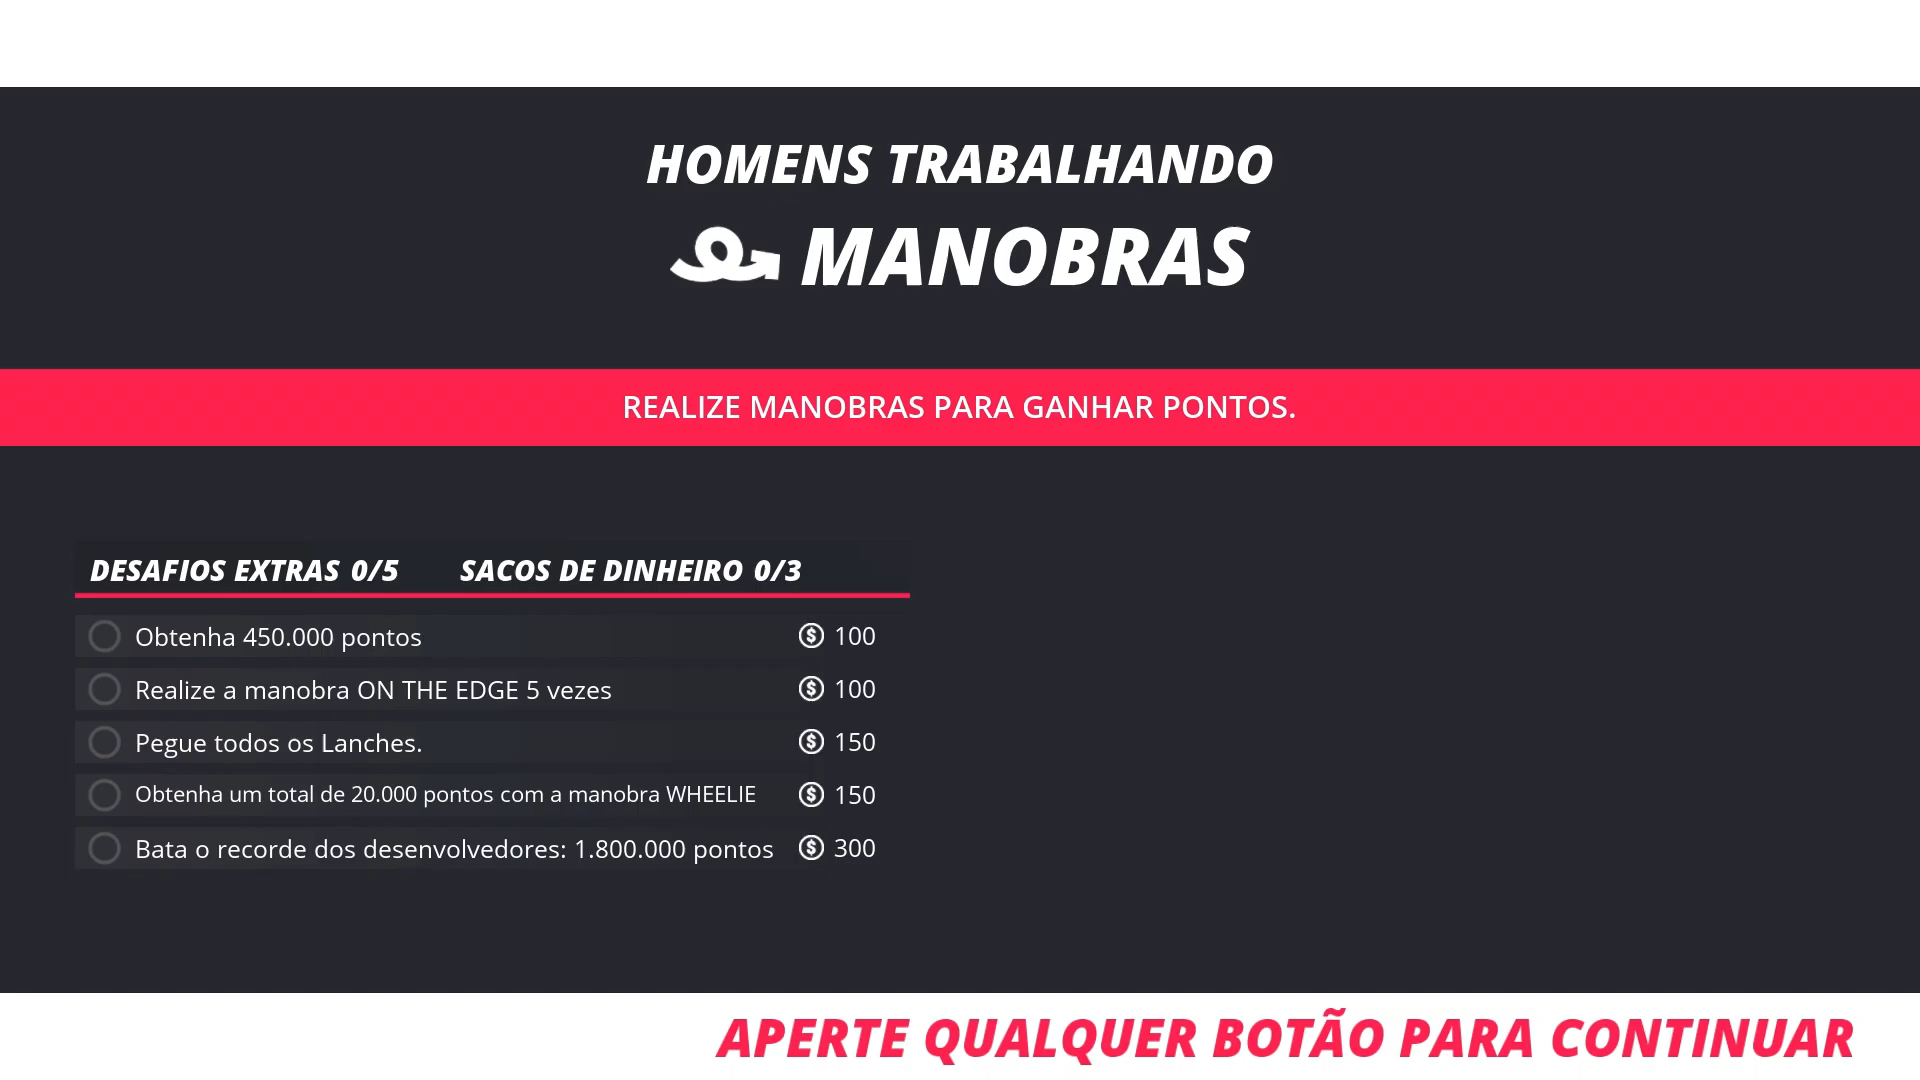 HOMENS TRABALHANDO
MANOBRAS
REALIZE MANOBRAS PARA GANHAR PONTOS.
DESAFIOS EXTRAS 0/5 SACOS DE DINHEIRO 0/3
Obtenha 450.000 pontos $ 100
Realize a manobra ON THE EDGE 5 vezes $ 100
Pegue todos os Lanches. $ 150
Obtenha um total de 20.000 pontos com a manobra WHEELIE $ 150
Bata o recorde dos desenvolvedores: 1.800.000 pontos $ 300
APERTE QUALQUER BOTÃO PARA CONTINUAR